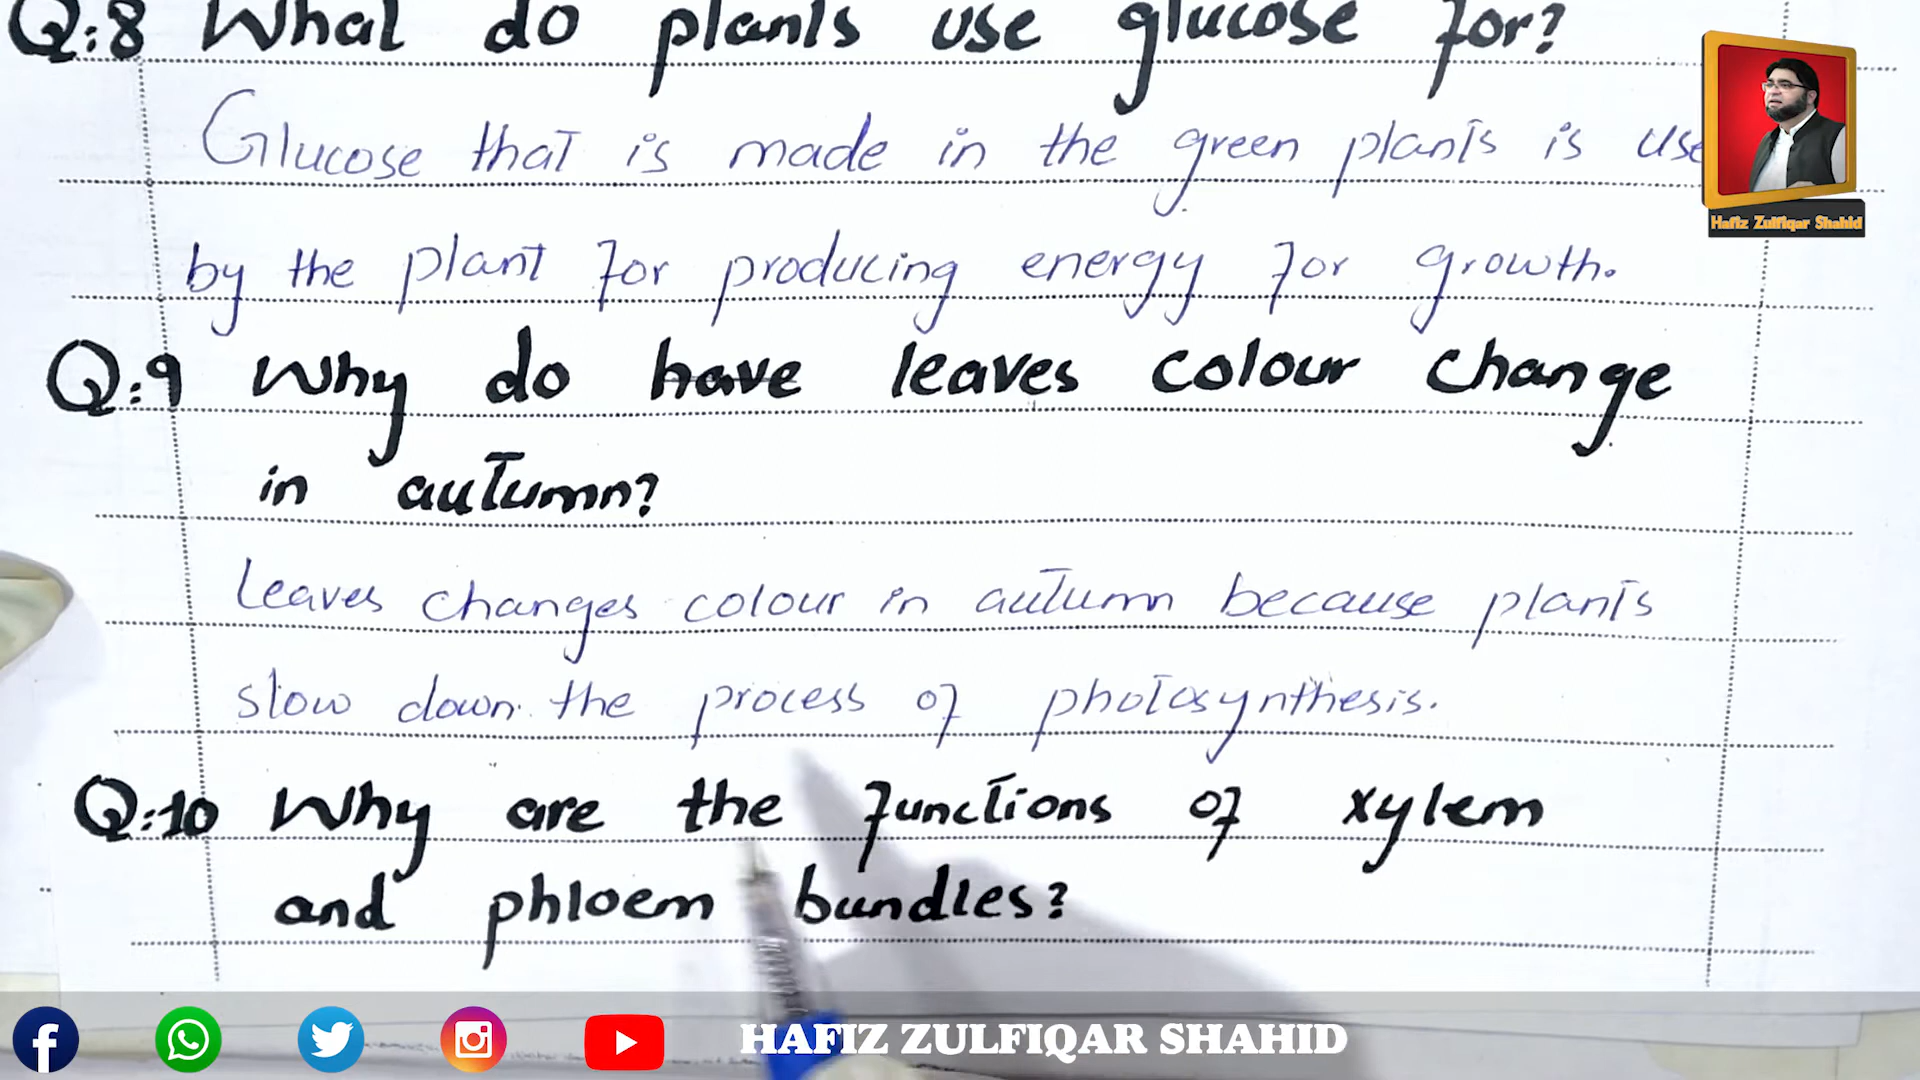 Q:8 What do plants use glucose for?
Glucose that is made in the green plants is use
by the plant for producing energy for growth.
Q:9 Why do have leaves colour change
in autumn?
Leaves changes colour in autumn because plants
slow down the process of photosynthesis.
Q:10 Why are the functions of xylem
and phloem bundles?
Hafiz Zulfiqar Shahid
HAFIZ ZULFIQAR SHAHID